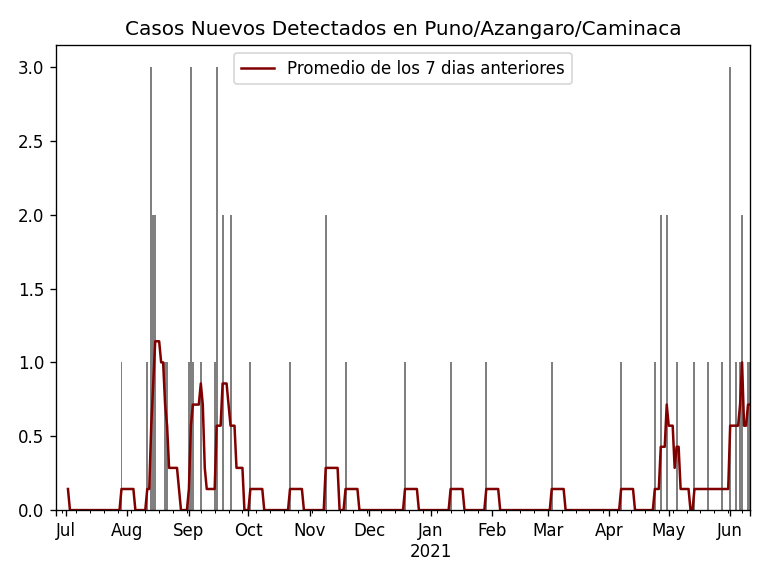 Casos Nuevos Detectados en Puno/Azangaro/Caminaca
Promedio de los 7 dias anteriores
3.0
2.5
2.0
1.5
1.0
0.5
0.0
Jul Aug Sep Oct Nov Dec Jan Feb Mar Apr May Jun
2021